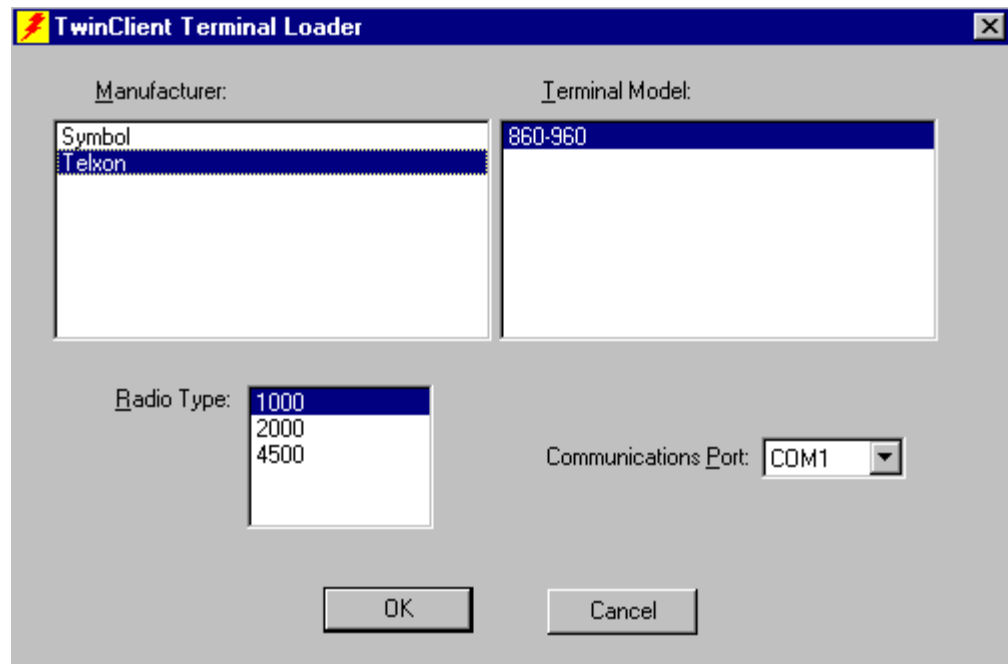 TwinClient Terminal Loader
Manufacturer:
Terminal Model:
Symbol
Telxon
860-960
Radio Type:
1000
2000
4500
Communications Port:
COM1
OK
Cancel